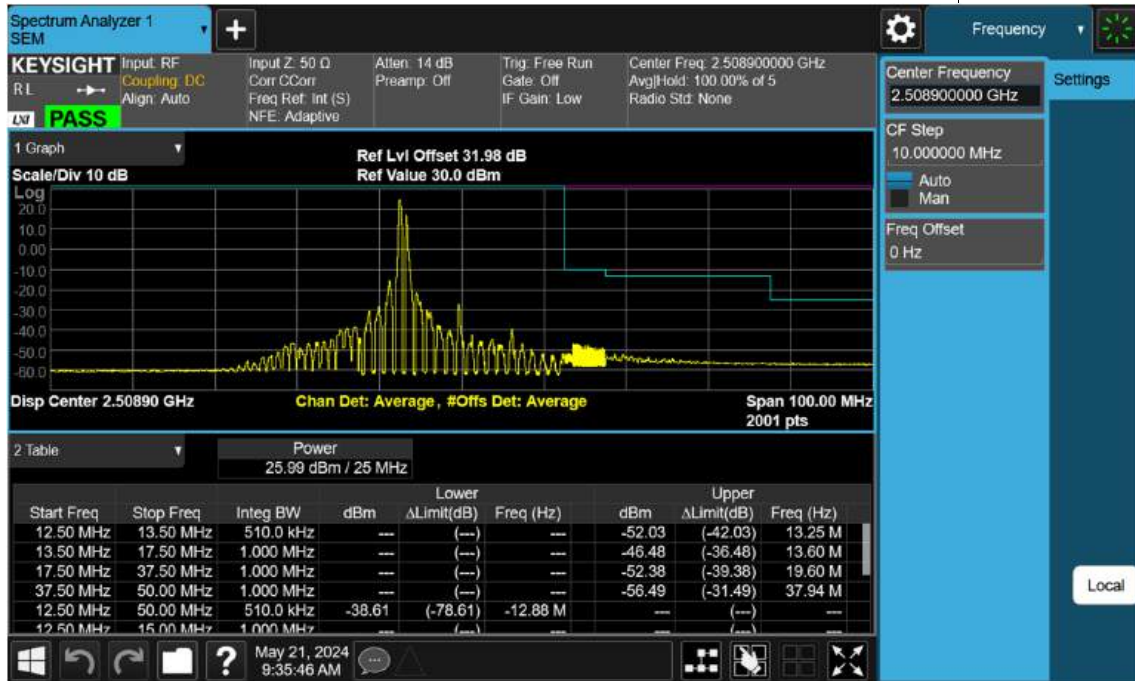 Spectrum Analyzer 1
SEM
Frequency
KEYSIGHT
R L
LXI
PASS
Input: RF
Coupling: DC
Align: Auto
Input Z: 50 Ω
Corr CCorr
Freq Ref: Int (S)
NFE: Adaptive
Atten: 14 dB
Preamp: Off
Trig: Free Run
Gate: Off
IF Gain: Low
Center Freq: 2.508900000 GHz
Avg|Hold: 100.00% of 5
Radio Std: None
Center Frequency
2.508900000 GHz
Settings
CF Step
10.000000 MHz
Auto
Man
Freq Offset
0 Hz
1 Graph
Scale/Div 10 dB
Ref Lvl Offset 31.98 dB
Ref Value 30.0 dBm
Log
20.0
10.0
0.00
-10.0
-20.0
-30.0
-40.0
-50.0
-60.0
Disp Center 2.50890 GHz
Chan Det: Average, #Offs Det: Average
Span 100.00 MHz
2001 pts
2 Table
Power
25.99 dBm / 25 MHz
Lower Upper
Start Freq Stop Freq Integ BW dBm ΔLimit(dB) Freq (Hz) dBm ΔLimit(dB) Freq (Hz)
12.50 MHz 13.50 MHz 510.0 kHz --- (---) --- -52.03 (-42.03) 13.25 M
13.50 MHz 17.50 MHz 1.000 MHz --- (---) --- -46.48 (-36.48) 13.60 M
17.50 MHz 37.50 MHz 1.000 MHz --- (---) --- -52.38 (-39.38) 19.60 M
37.50 MHz 50.00 MHz 1.000 MHz --- (---) --- -56.49 (-31.49) 37.94 M
12.50 MHz 50.00 MHz 510.0 kHz -38.61 (-78.61) -12.88 M --- (---) ---
12.50 MHz 15.00 MHz 1.000 MHz --- (---) --- --- (---) ---
Local
May 21, 2024
9:35:46 AM